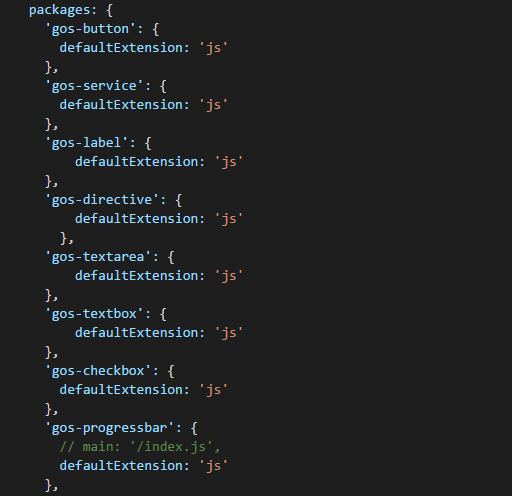 packages: {
'gos-button': {
defaultExtension: 'js'
},
'gos-service': {
defaultExtension: 'js'
},
'gos-label': {
defaultExtension: 'js'
},
'gos-directive': {
defaultExtension: 'js'
},
'gos-textarea': {
defaultExtension: 'js'
},
'gos-textbox': {
defaultExtension: 'js'
},
'gos-checkbox': {
defaultExtension: 'js'
},
'gos-progressbar': {
// main: '/index.js',
defaultExtension: 'js'
},